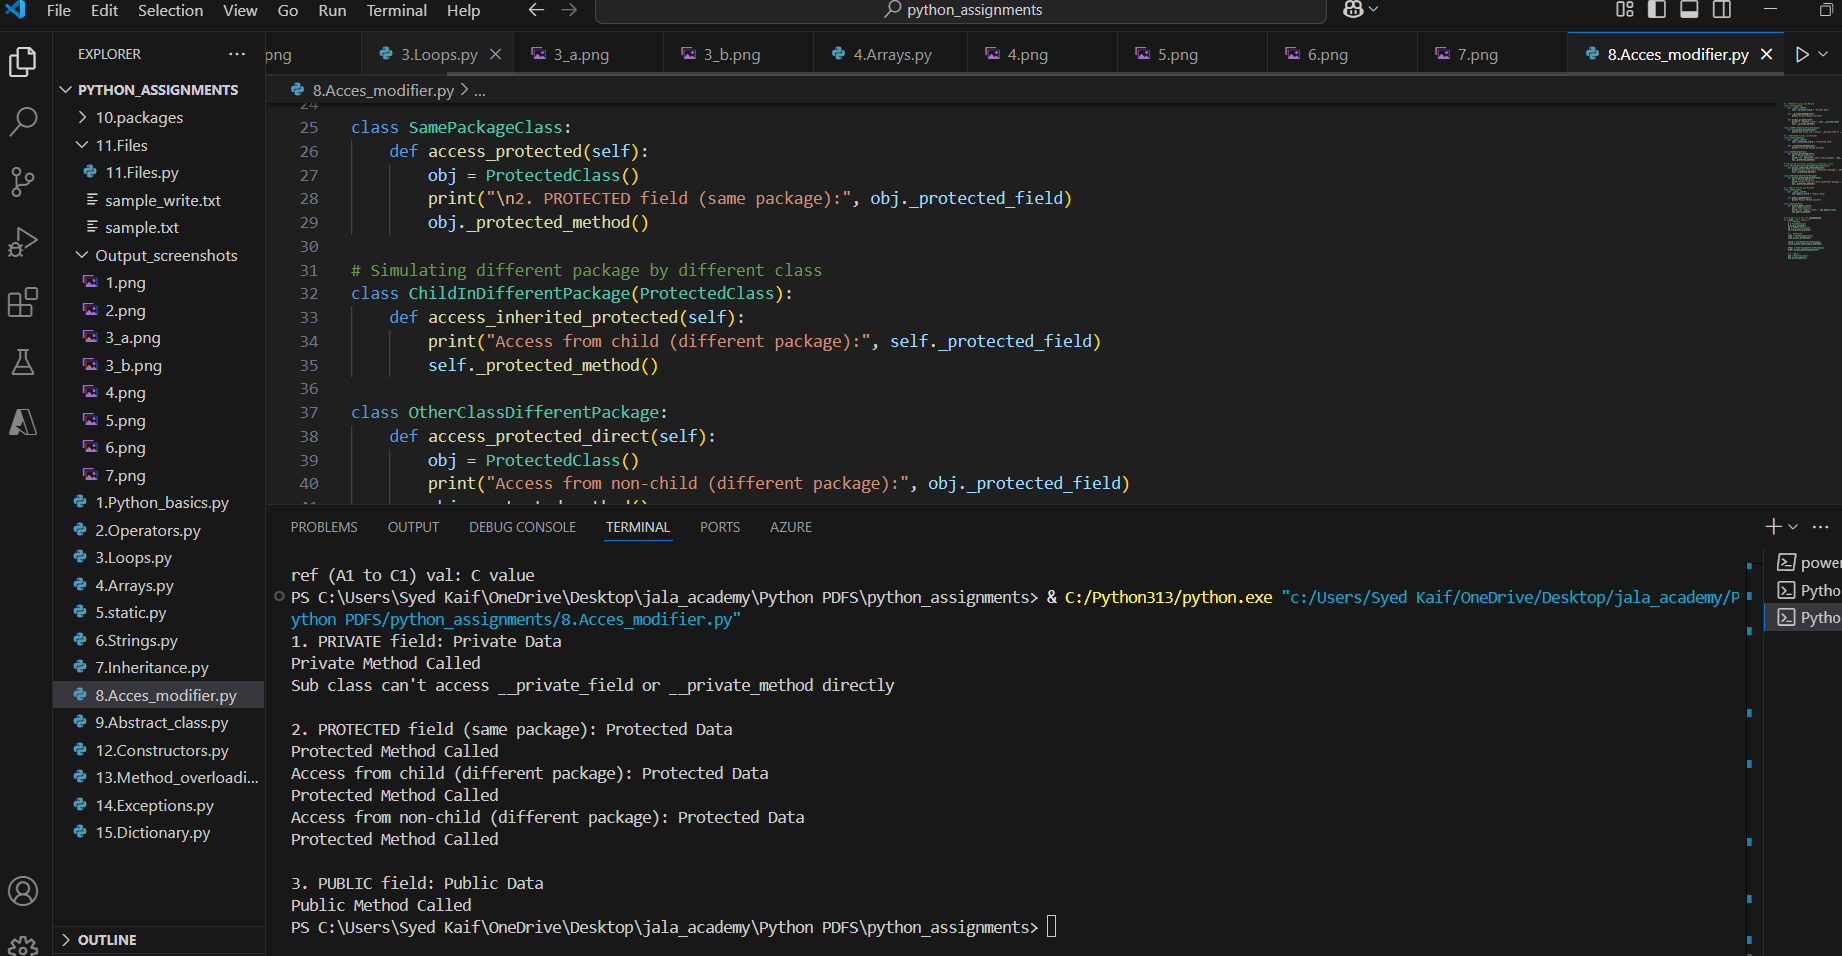 File Edit Selection View Go Run Terminal Help
python_assignments
EXPLORER
png
3.Loops.py
3_a.png
3_b.png
4.Arrays.py
4.png
5.png
6.png
7.png
8.Acces_modifier.py
PYTHON_ASSIGNMENTS
10.packages
11.Files
11.Files.py
sample_write.txt
sample.txt
Output_screenshots
1.png
2.png
3_a.png
3_b.png
4.png
5.png
6.png
7.png
1.Python_basics.py
2.Operators.py
3.Loops.py
4.Arrays.py
5.static.py
6.Strings.py
7.Inheritance.py
8.Acces_modifier.py
9.Abstract_class.py
12.Constructors.py
13.Method_overloadi...
14.Exceptions.py
15.Dictionary.py
OUTLINE
8.Acces_modifier.py > ...
24
25 class SamePackageClass:
26 def access_protected(self):
27 obj = ProtectedClass()
28 print("\n2. PROTECTED field (same package):", obj._protected_field)
29 obj._protected_method()
30
31 # Simulating different package by different class
32 class ChildInDifferentPackage(ProtectedClass):
33 def access_inherited_protected(self):
34 print("Access from child (different package):", self._protected_field)
35 self._protected_method()
36
37 class OtherClassDifferentPackage:
38 def access_protected_direct(self):
39 obj = ProtectedClass()
40 print("Access from non-child (different package):", obj._protected_field)
PROBLEMS OUTPUT DEBUG CONSOLE TERMINAL PORTS AZURE
ref (A1 to C1) val: C value
PS C:\Users\Syed Kaif\OneDrive\Desktop\jala_academy\Python PDFS\python_assignments> & C:/Python313/python.exe "c:/Users/Syed Kaif/OneDrive/Desktop/jala_academy/P
ython PDFS/python_assignments/8.Acces_modifier.py"
1. PRIVATE field: Private Data
Private Method Called
Sub class can't access __private_field or __private_method directly
2. PROTECTED field (same package): Protected Data
Protected Method Called
Access from child (different package): Protected Data
Protected Method Called
Access from non-child (different package): Protected Data
Protected Method Called
3. PUBLIC field: Public Data
Public Method Called
PS C:\Users\Syed Kaif\OneDrive\Desktop\jala_academy\Python PDFS\python_assignments>
power
Pytho
Pytho